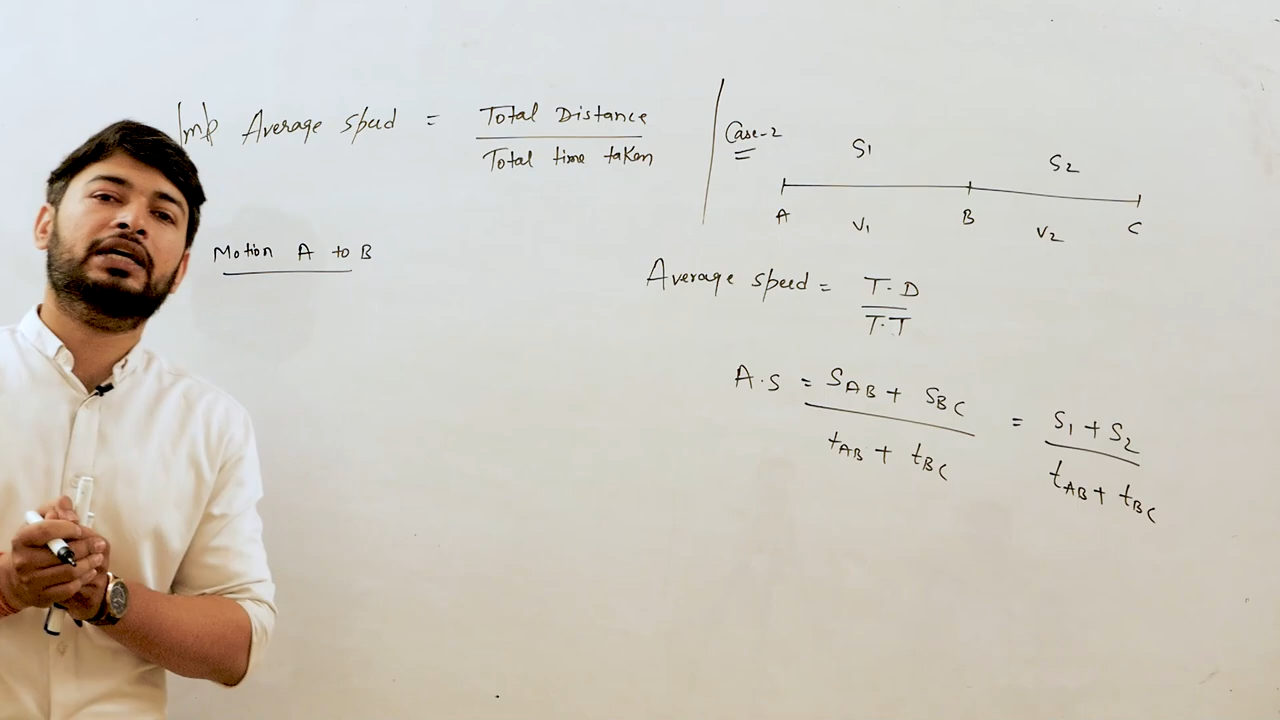 Imp Average speed = Total Distance
Total time taken
Motion A to B
Case-2
S1 S2
A V1 B V2 C
Average speed = T.D
T.T
A.S = SAB + SBC = S1 + S2
tAB + tBC tAB + tBC